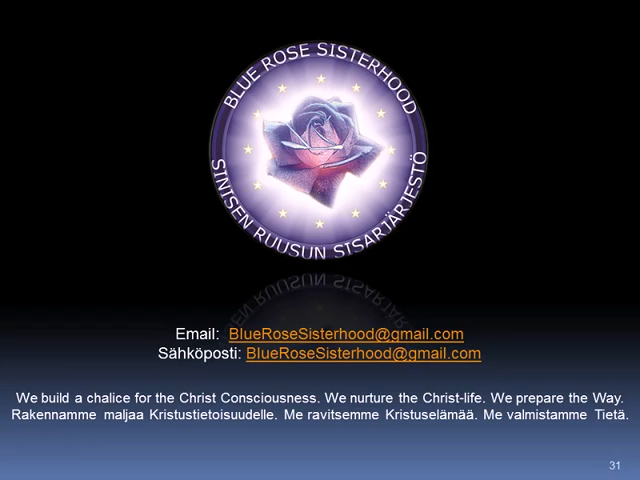 BLUE ROSE SISTERHOOD
SINISEN RUUSUN SISARJÄRJESTÖ
Email: BlueRoseSisterhood@gmail.com
Sähköposti: BlueRoseSisterhood@gmail.com
We build a chalice for the Christ Consciousness. We nurture the Christ-life. We prepare the Way.
Rakennamme maljaa Kristustietoisuudelle. Me ravitsemme Kristuselämää. Me valmistamme Tietä.
31